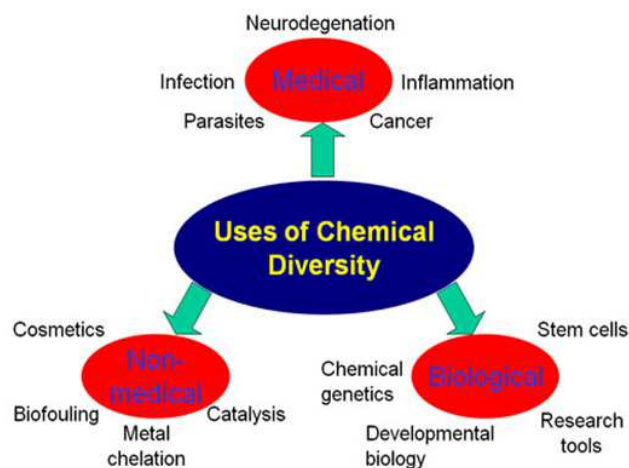 Neurodegenation
Infection
Medical
Inflammation
Parasites
Cancer
Uses of Chemical
Diversity
Cosmetics
Non-
medical
Biofouling
Metal
chelation
Catalysis
Stem cells
Chemical
genetics
Biological
Developmental
biology
Research
tools